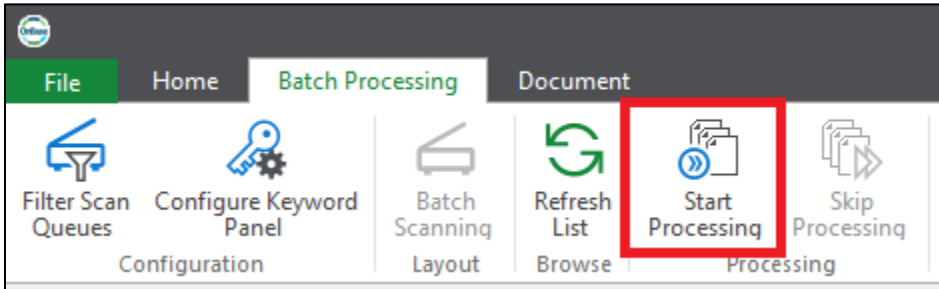 OnBase
File Home Batch Processing Document
Filter Scan Queues
Configure Keyword Panel
Batch Scanning
Refresh List
Start Processing
Skip Processing
Configuration Layout Browse Processing